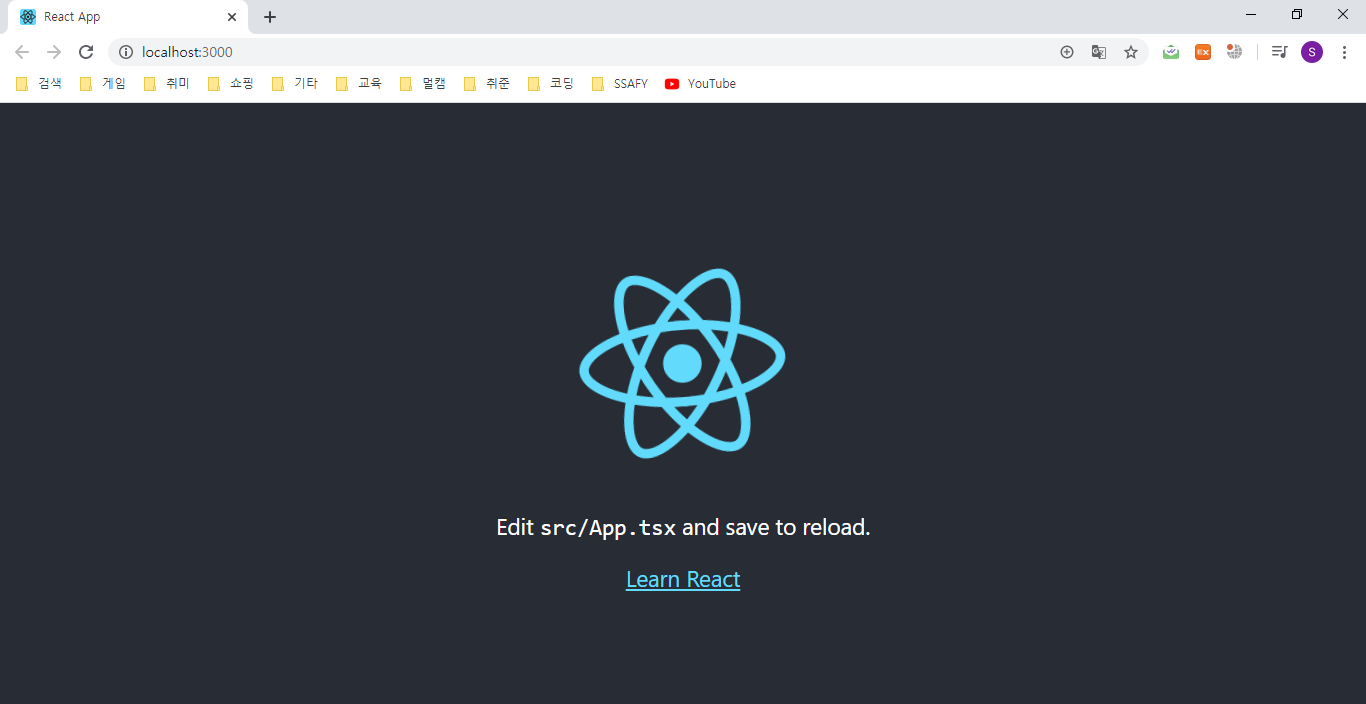 React App
localhost:3000
EX
S
검색 게임 취미 쇼핑 기타 교육 멀캠 취준 코딩 SSAFY YouTube
Edit src/App.tsx and save to reload.
Learn React